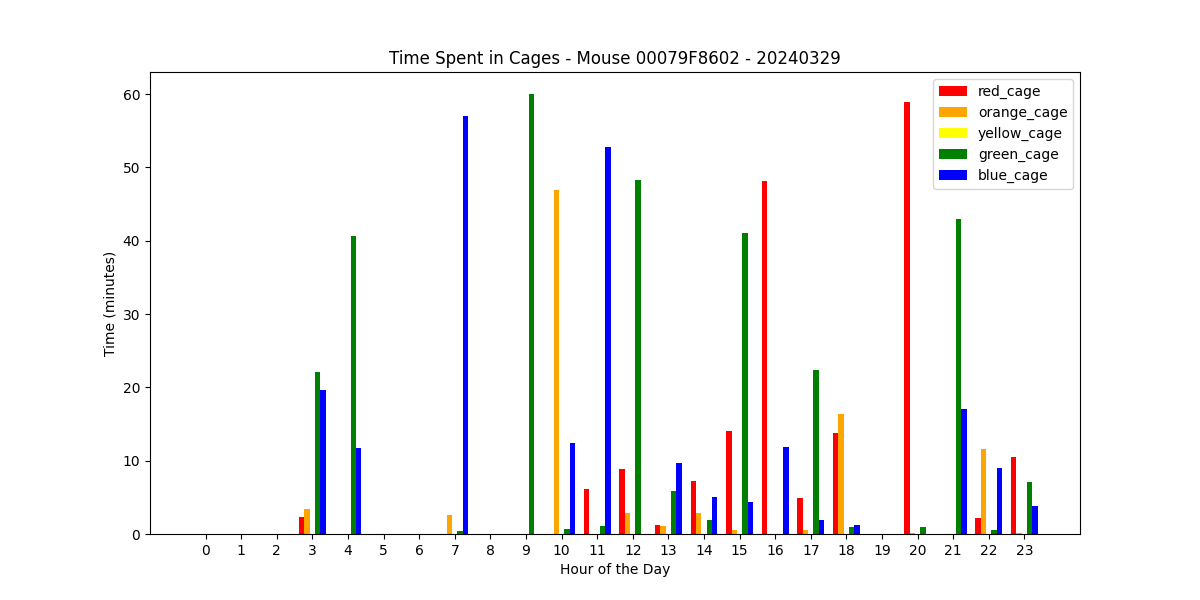 Time Spent in Cages - Mouse 00079F8602 - 20240329
red_cage
orange_cage
yellow_cage
green_cage
blue_cage
60
50
40
30
20
10
0
Time (minutes)
0 1 2 3 4 5 6 7 8 9 10 11 12 13 14 15 16 17 18 19 20 21 22 23
Hour of the Day